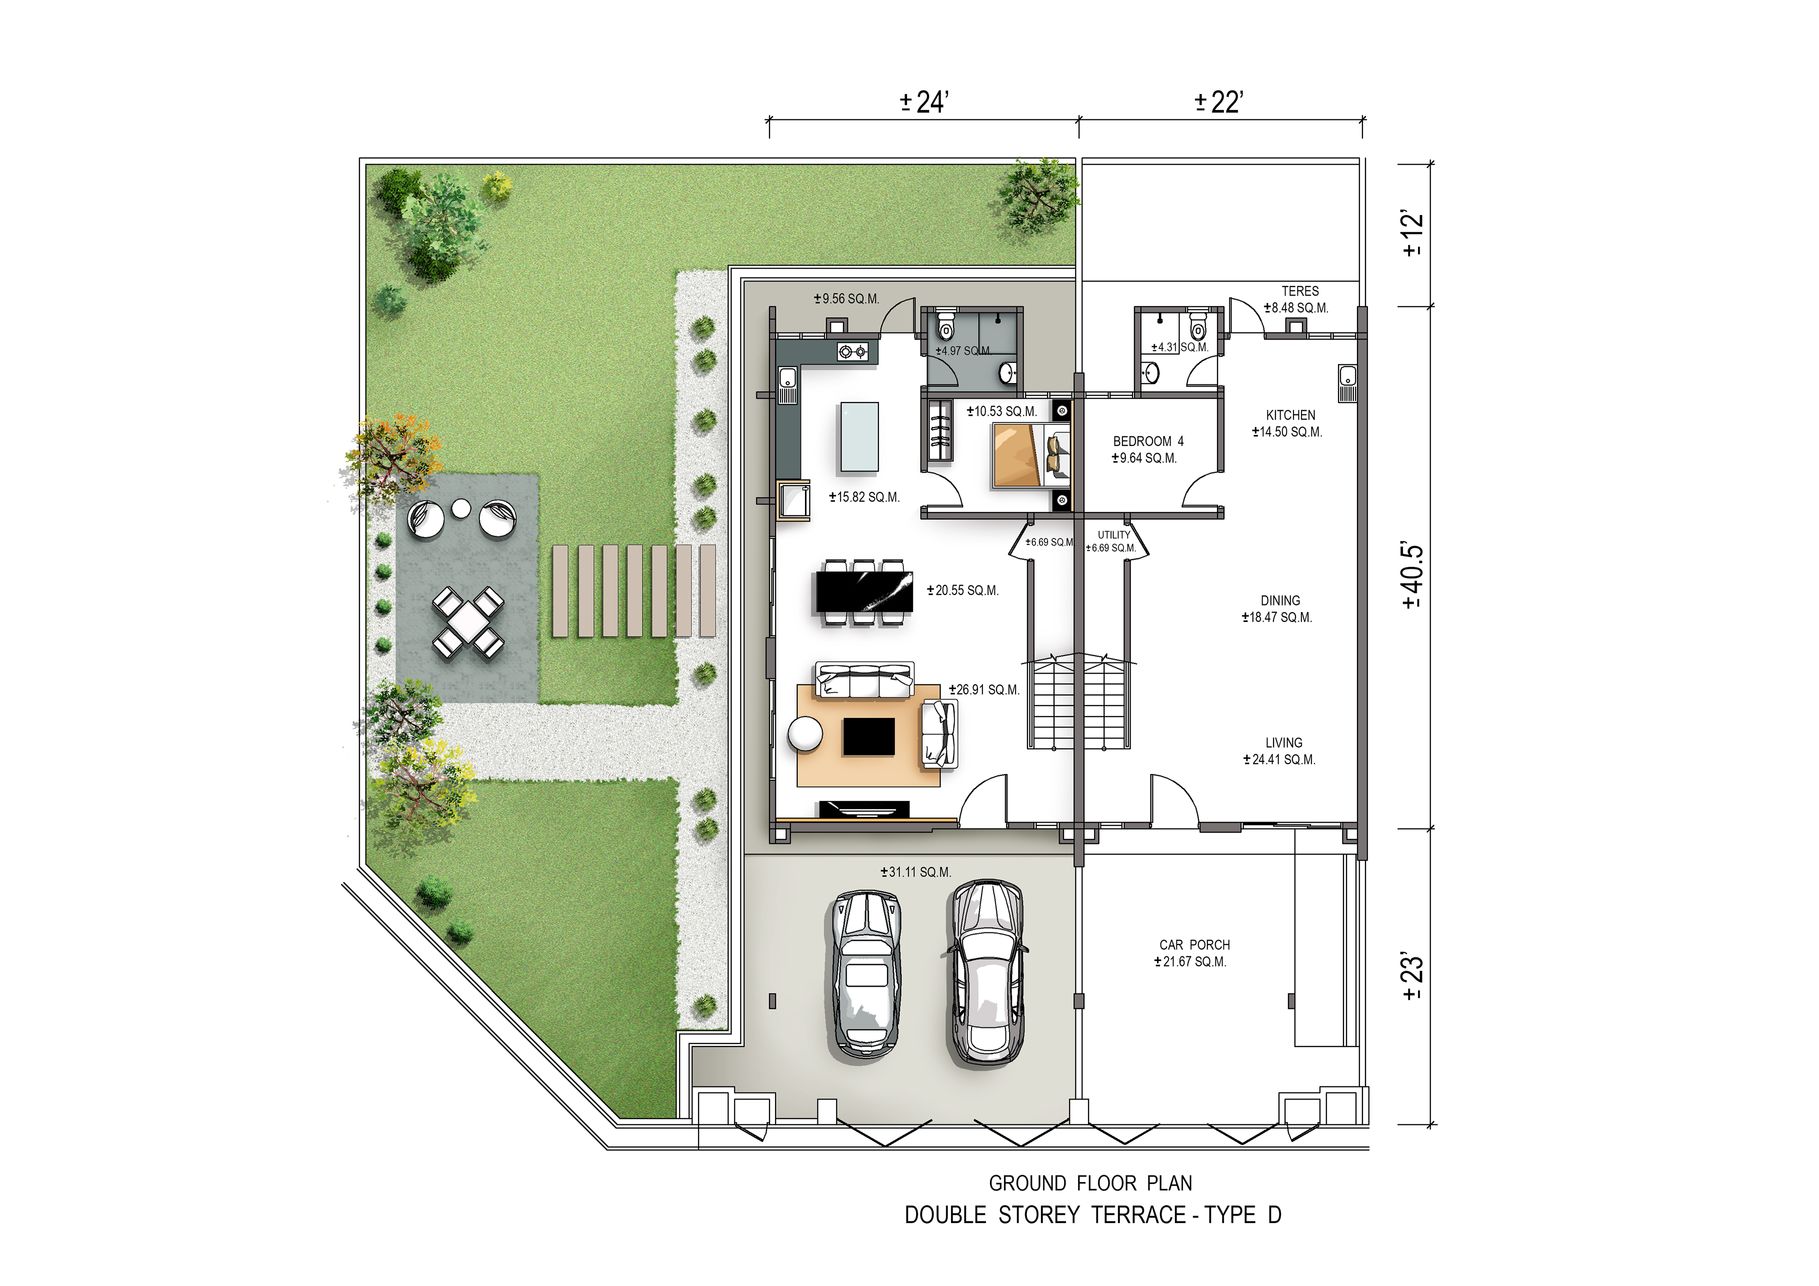 ±24’
±22’
±12’
TERES
±8.48 SQ.M.
±9.56 SQ.M.
±4.97 SQ.M.
±4.31 SQ.M.
±10.53 SQ.M.
KITCHEN
±14.50 SQ.M.
BEDROOM 4
±9.64 SQ.M.
±15.82 SQ.M.
±6.69 SQ.M.
UTILITY
±6.69 SQ.M.
±40.5’
±20.55 SQ.M.
DINING
±18.47 SQ.M.
±26.91 SQ.M.
LIVING
±24.41 SQ.M.
±31.11 SQ.M.
CAR PORCH
±21.67 SQ.M.
±23’
GROUND FLOOR PLAN
DOUBLE STOREY TERRACE - TYPE D